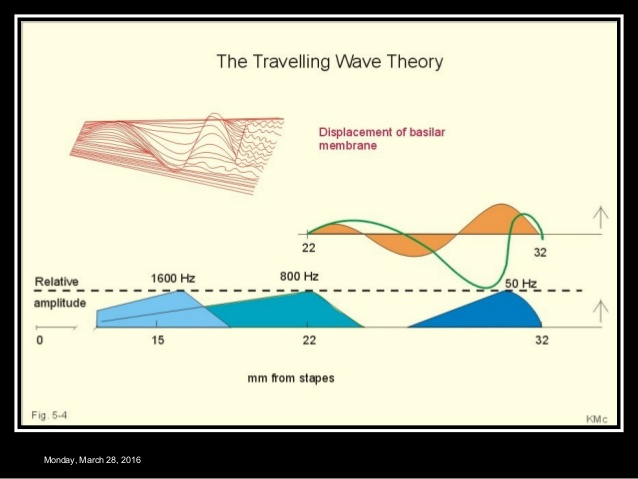 The Travelling Wave Theory
Displacement of basilar
membrane
22
32
Relative
amplitude
1600 Hz
800 Hz
50 Hz
0
15
22
32
mm from stapes
Fig. 5-4
KMc
Monday, March 28, 2016